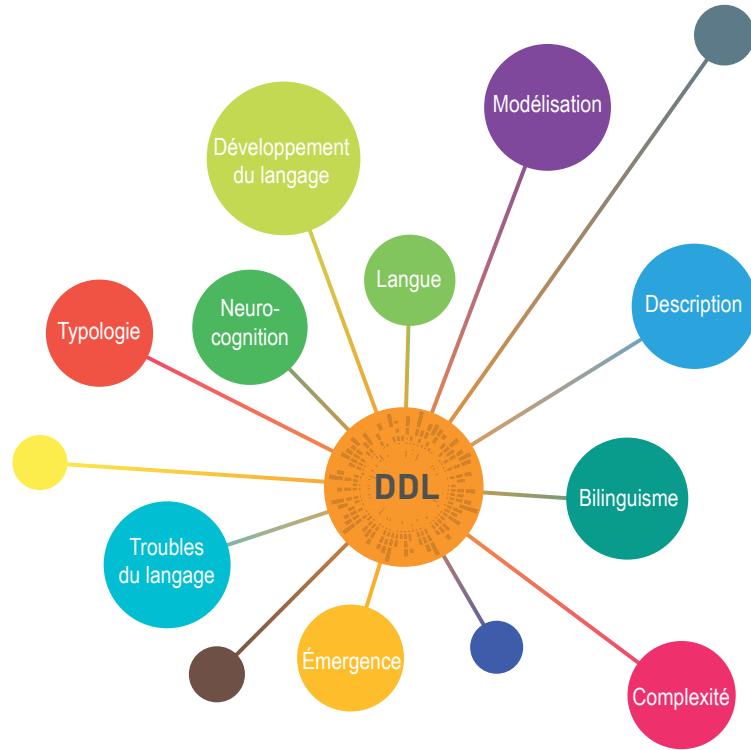 Modélisation
Développement
du langage
Langue
Description
Neuro-
cognition
Typologie
DDL
Bilinguisme
Troubles
du langage
Émergence
Complexité